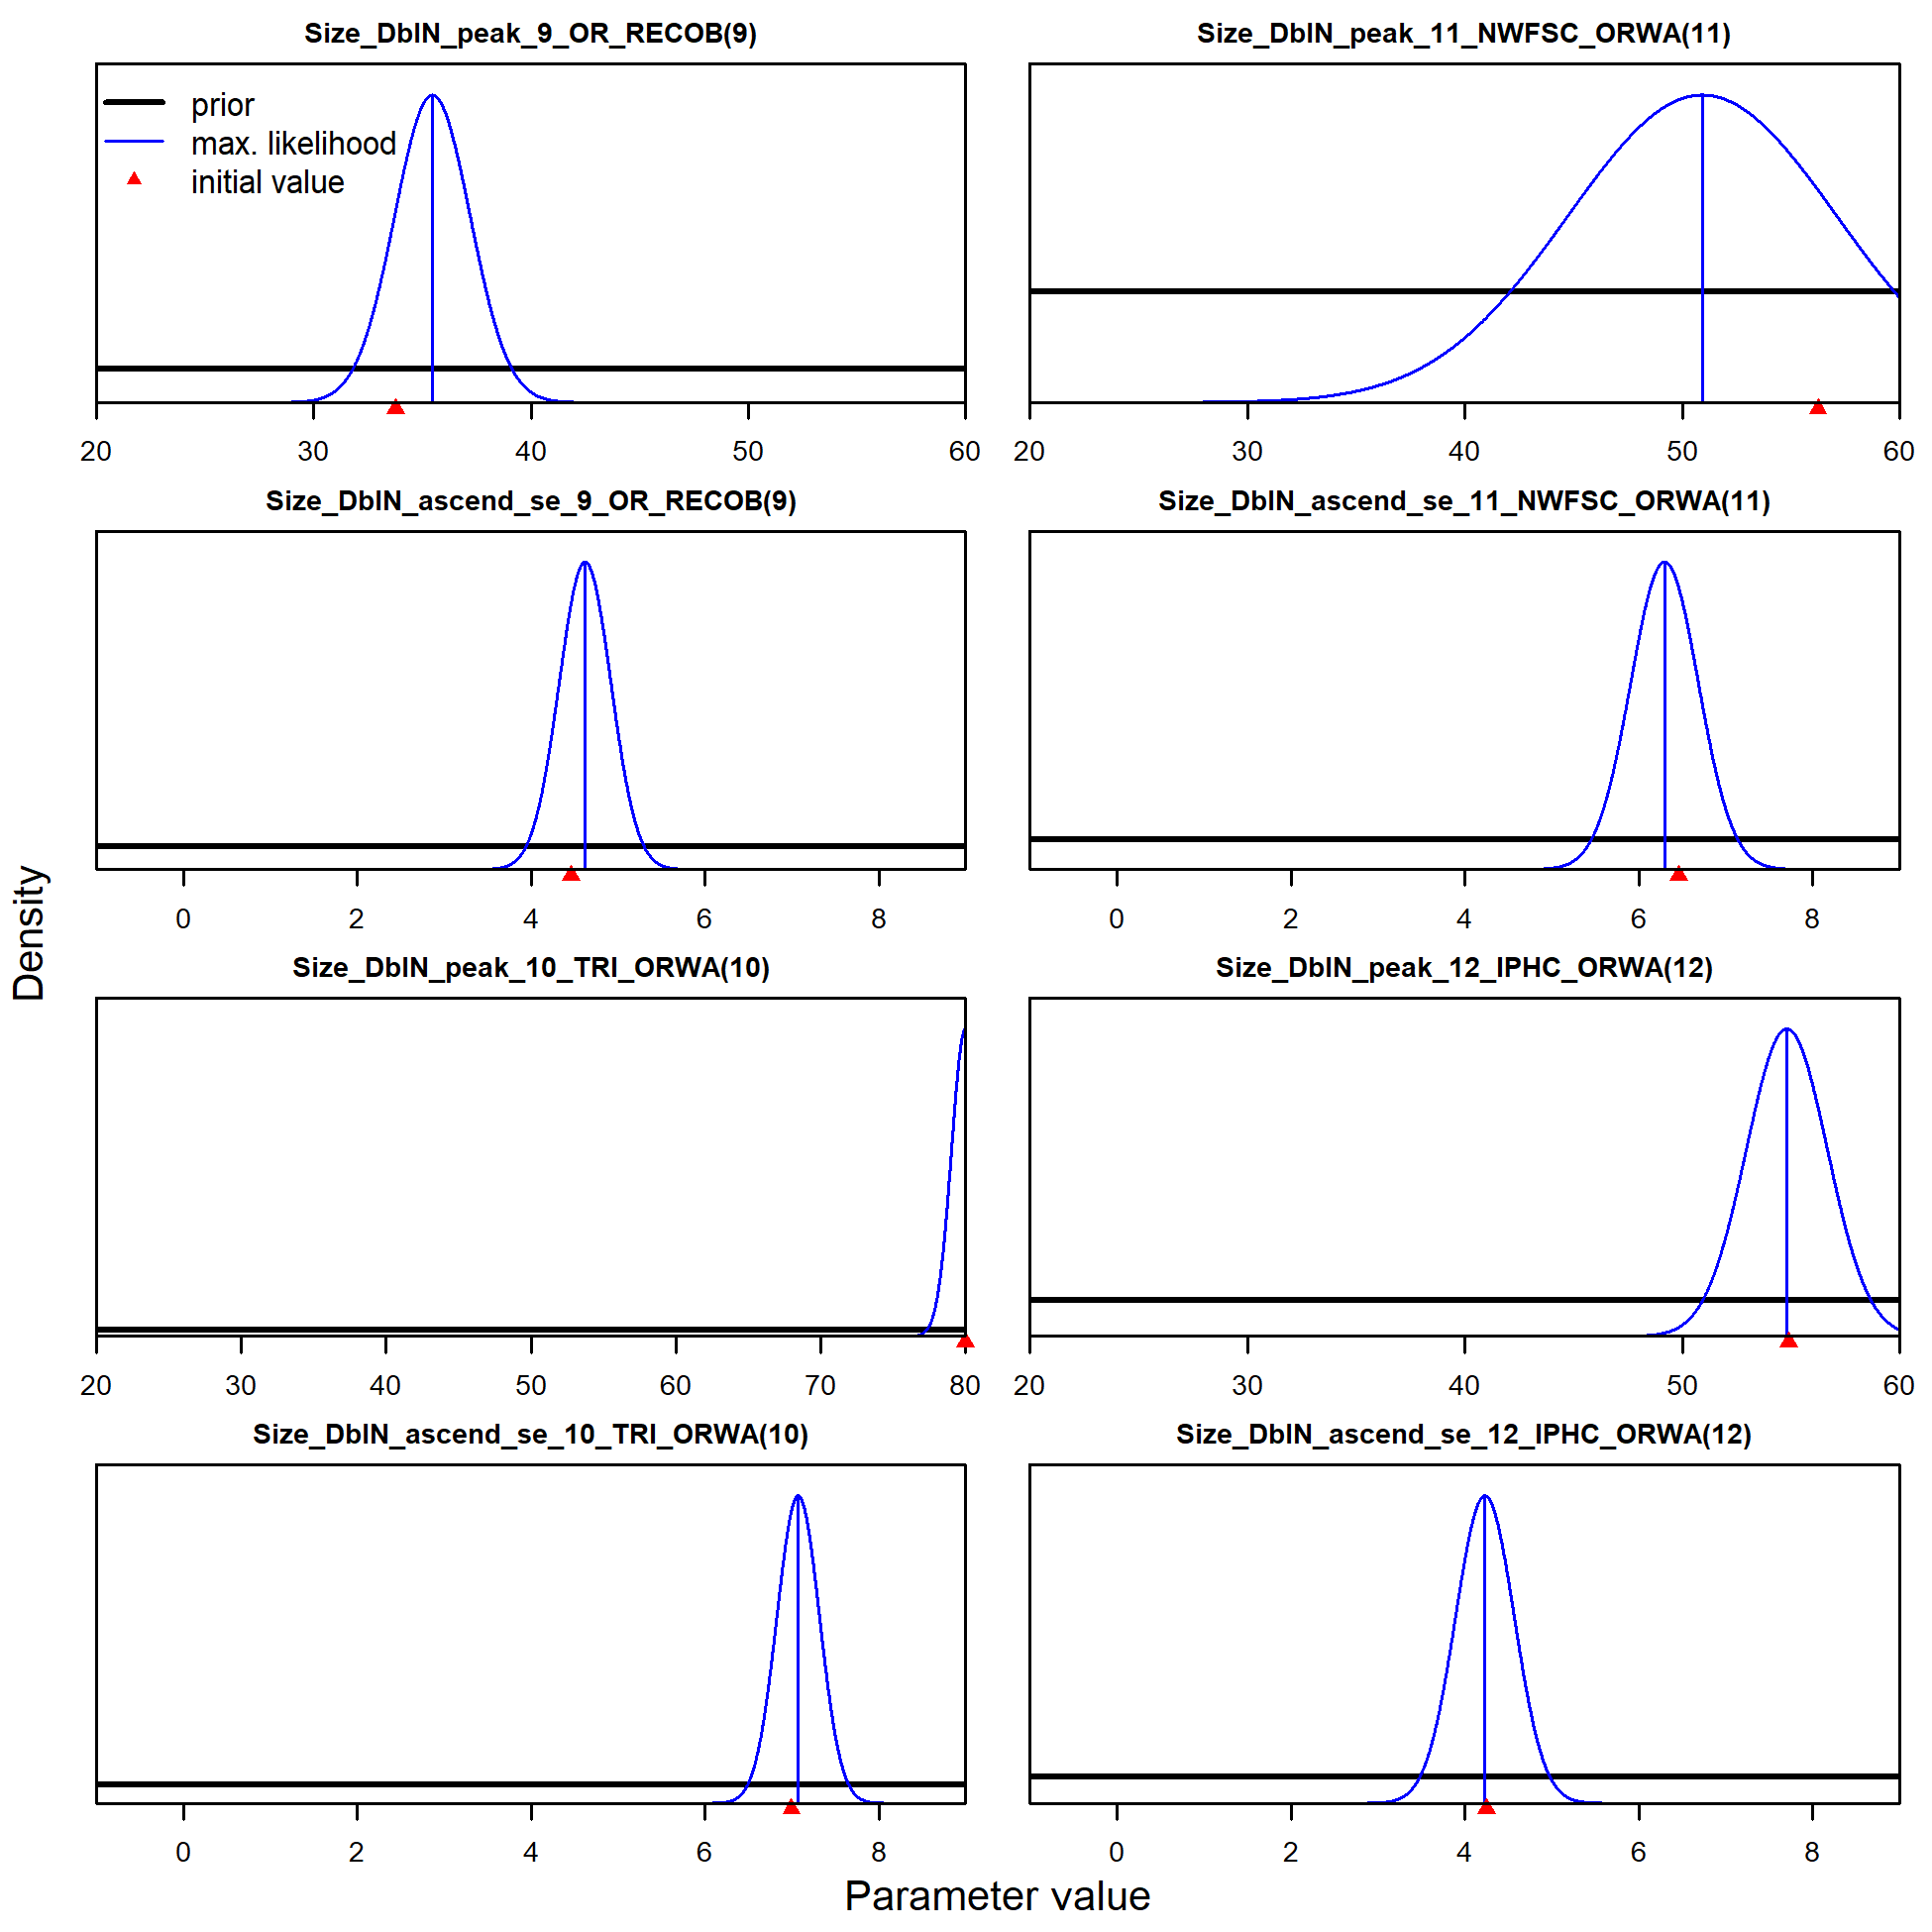 Size_DblN_peak_9_OR_RECOB(9)
prior
max. likelihood
initial value
20 30 40 50 60
Size_DblN_peak_11_NWFSC_ORWA(11)
20 30 40 50 60
Size_DblN_ascend_se_9_OR_RECOB(9)
0 2 4 6 8
Size_DblN_ascend_se_11_NWFSC_ORWA(11)
0 2 4 6 8
Size_DblN_peak_10_TRI_ORWA(10)
20 30 40 50 60 70 80
Size_DblN_peak_12_IPHC_ORWA(12)
20 30 40 50 60
Size_DblN_ascend_se_10_TRI_ORWA(10)
0 2 4 6 8
Size_DblN_ascend_se_12_IPHC_ORWA(12)
0 2 4 6 8
Density
Parameter value